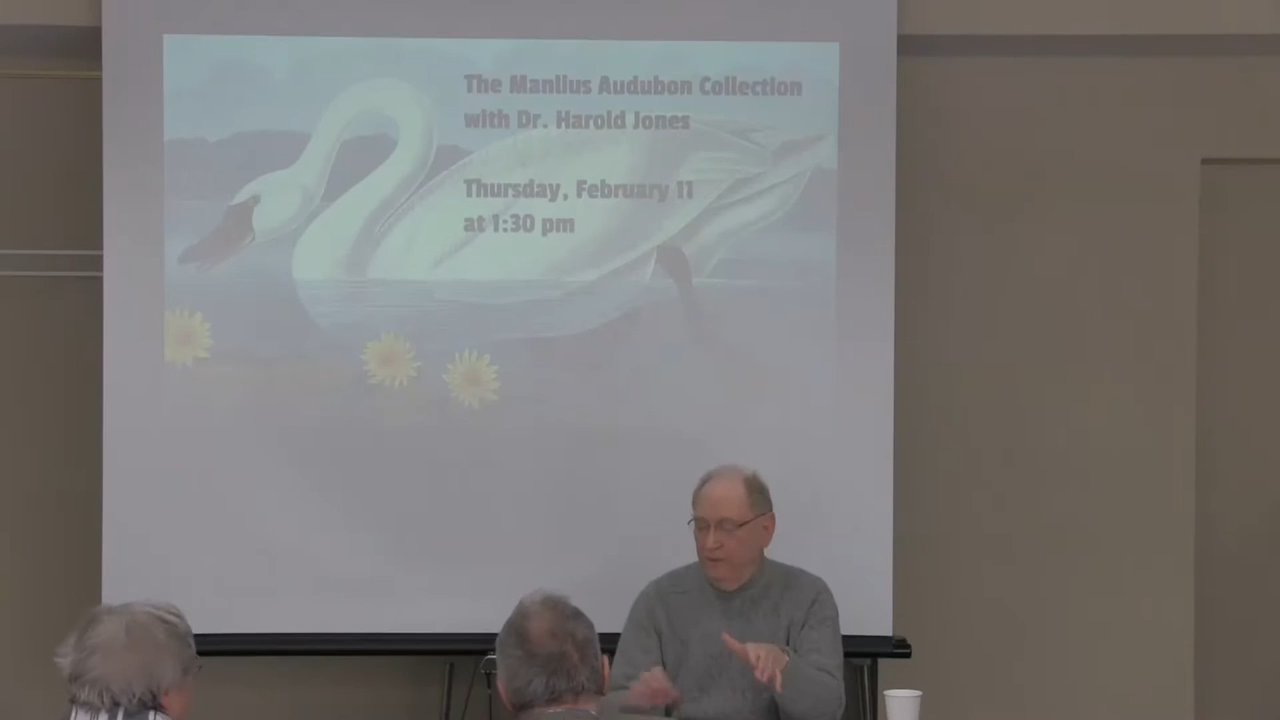 The Manlius Audubon Collection
with Dr. Harold Jones
Thursday, February 11
at 1:30 pm